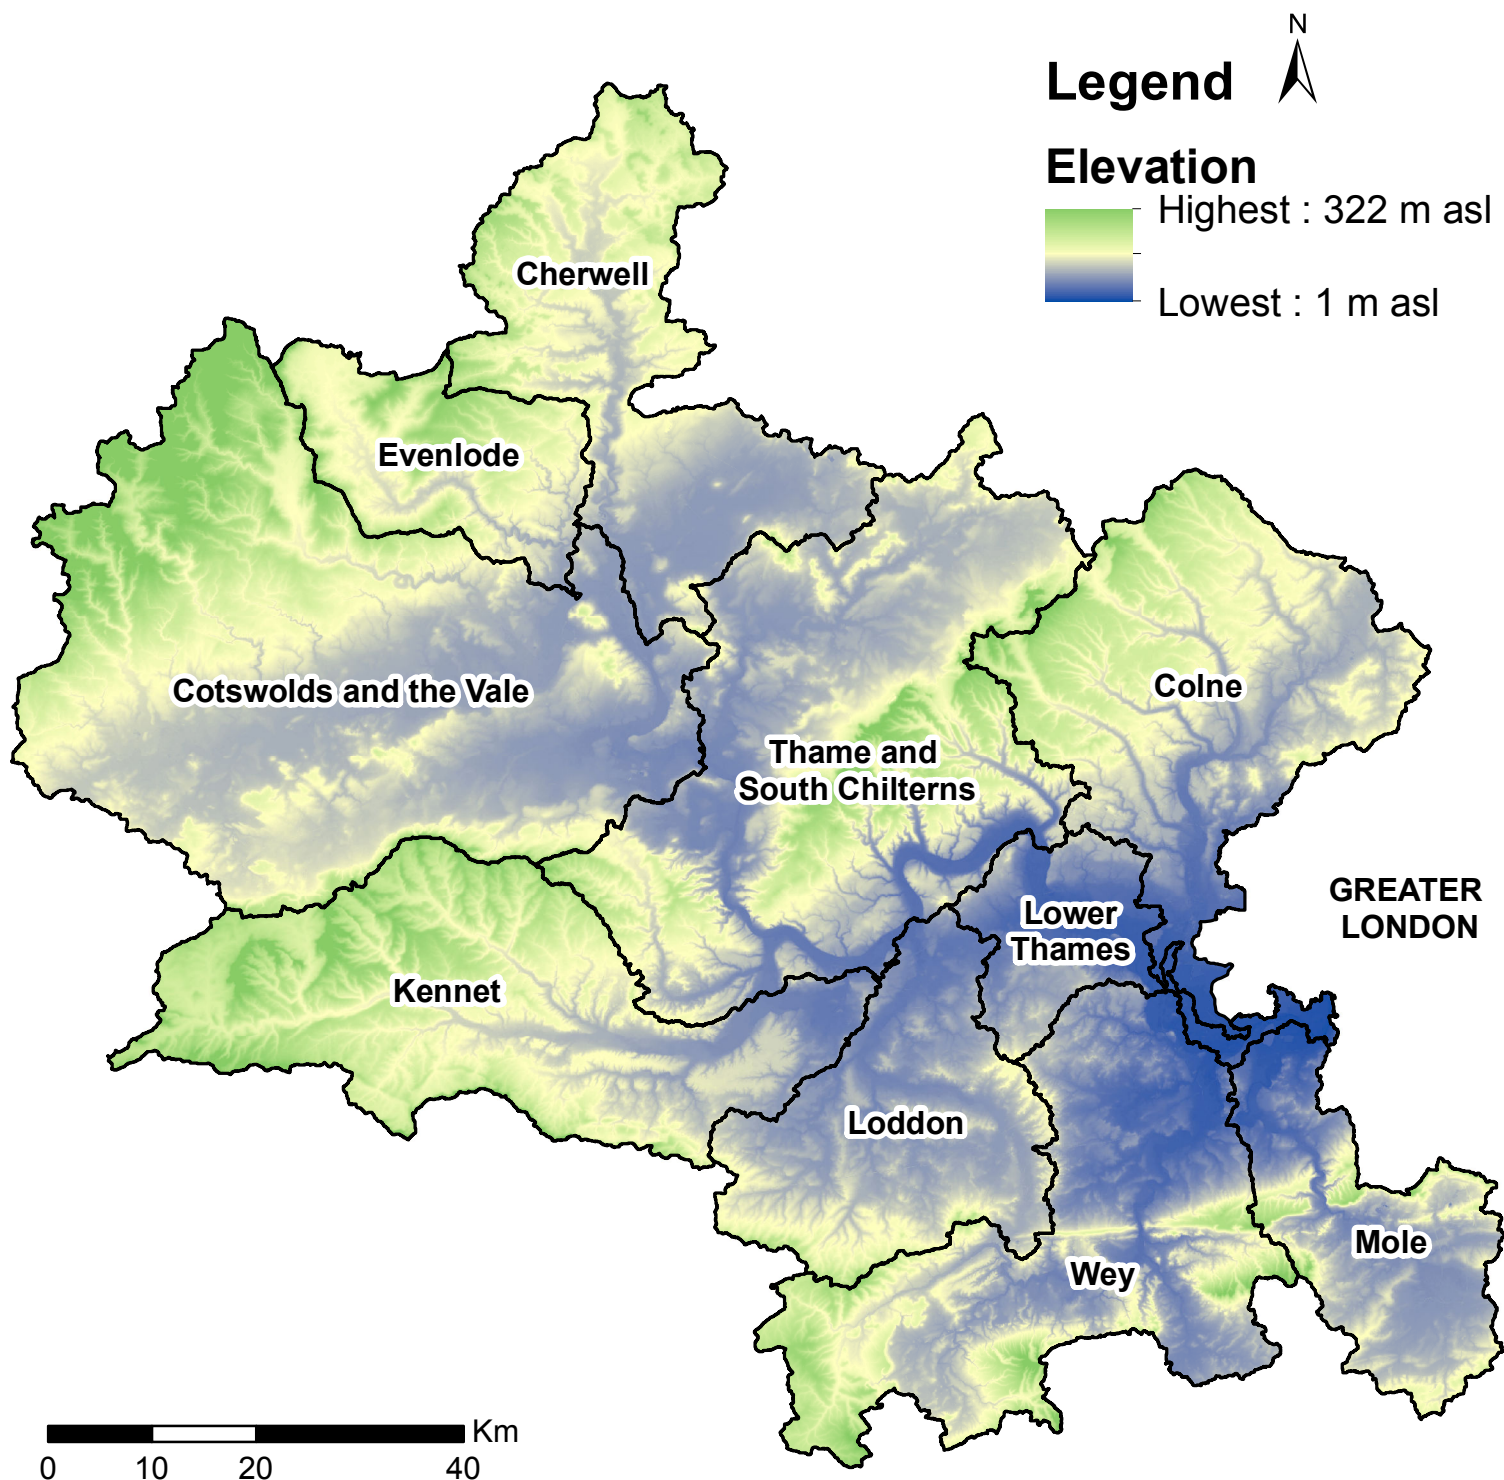 N
Legend
Elevation
Highest : 322 m asl
Lowest : 1 m asl
Cherwell
Evenlode
Cotswolds and the Vale
Colne
Thame and
South Chilterns
GREATER
LONDON
Lower
Thames
Kennet
Loddon
Mole
Wey
Km
0 10 20 40